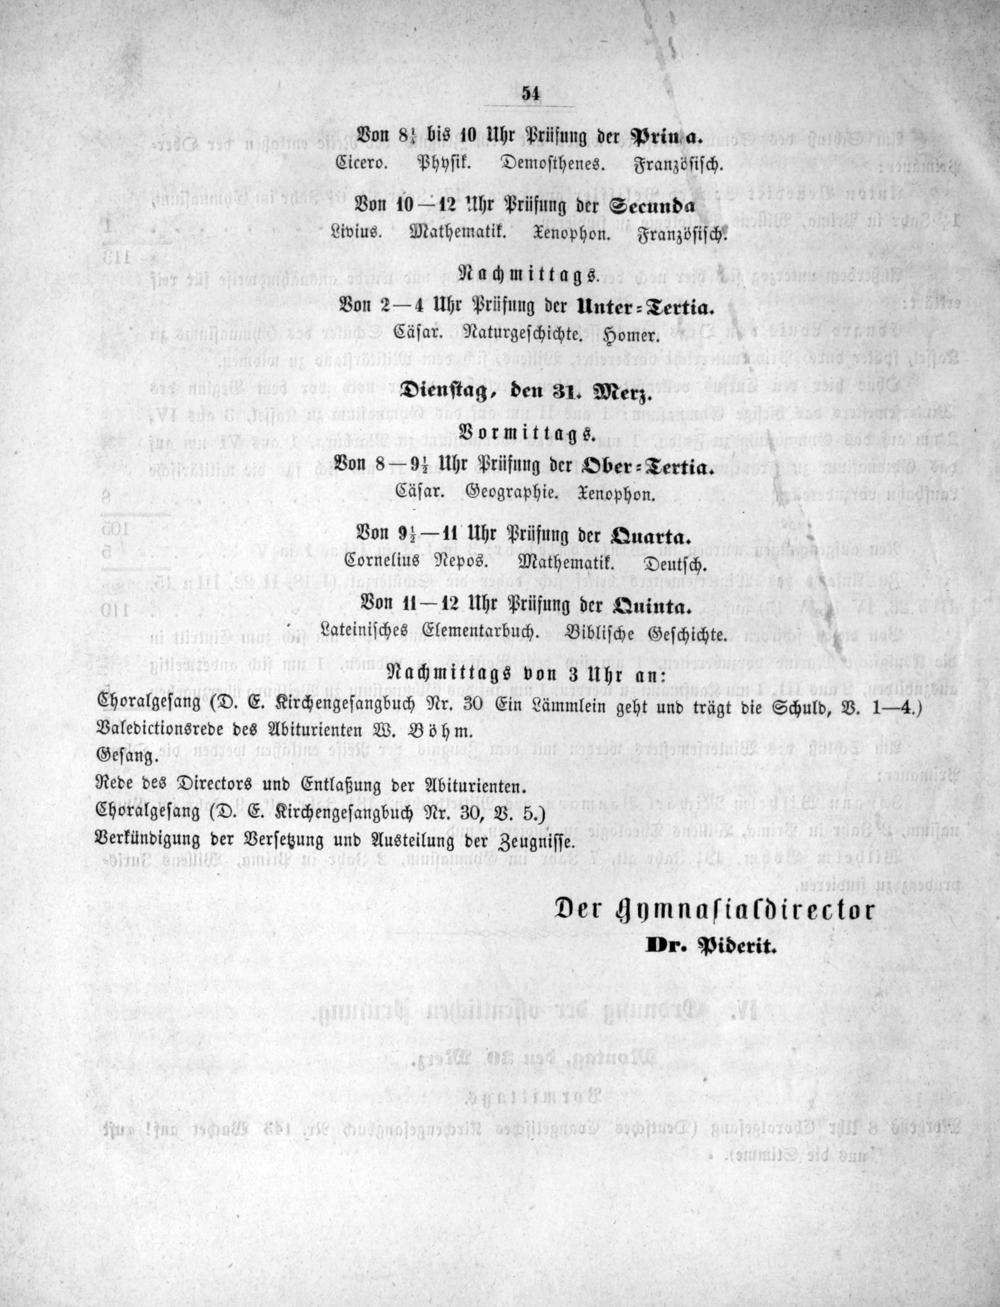 54
Von 8½ bis 10 Uhr Prüfung der Prima.
Cicero. Physik. Demosthenes. Französisch.
Von 10—12 Uhr Prüfung der Secunda
Livius. Mathematik. Xenophon. Französisch.
Nachmittags.
Von 2—4 Uhr Prüfung der Unter-Tertia.
Cäsar. Naturgeschichte. Homer.
Dienstag, den 31. Merz.
Vormittags.
Von 8—9½ Uhr Prüfung der Ober-Tertia.
Cäsar. Geographie. Xenophon.
Von 9½—11 Uhr Prüfung der Quarta.
Cornelius Nepos. Mathematik. Deutsch.
Von 11—12 Uhr Prüfung der Quinta.
Lateinisches Elementarbuch. Biblische Geschichte.
Nachmittags von 3 Uhr an:
Choralgesang (D. E. Kirchengesangbuch Nr. 30 Ein Lämmlein geht und trägt die Schuld, V. 1—4.)
Valedictionsrede des Abiturienten W. Böhm.
Gesang.
Rede des Directors und Entlaßung der Abiturienten.
Choralgesang (D. E. Kirchengesangbuch Nr. 30, V. 5.)
Verkündigung der Versetzung und Austeilung der Zeugnisse.
Der Gymnasialdirector
Dr. Piderit.